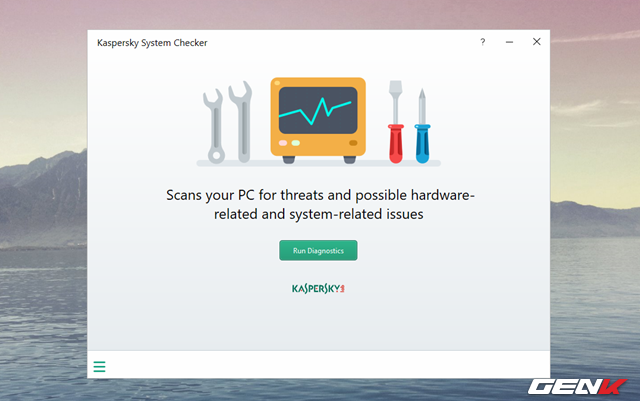 Kaspersky System Checker
?
Scans your PC for threats and possible hardware-
related and system-related issues
Run Diagnostics
KASPERSKY
GENK